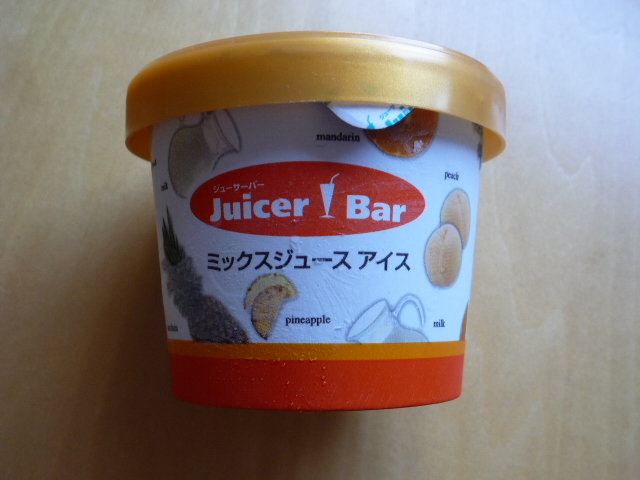 mandarin
milk
peach
ジューサーバー
Juicer Bar
ミックスジュース アイス
pineapple
milk